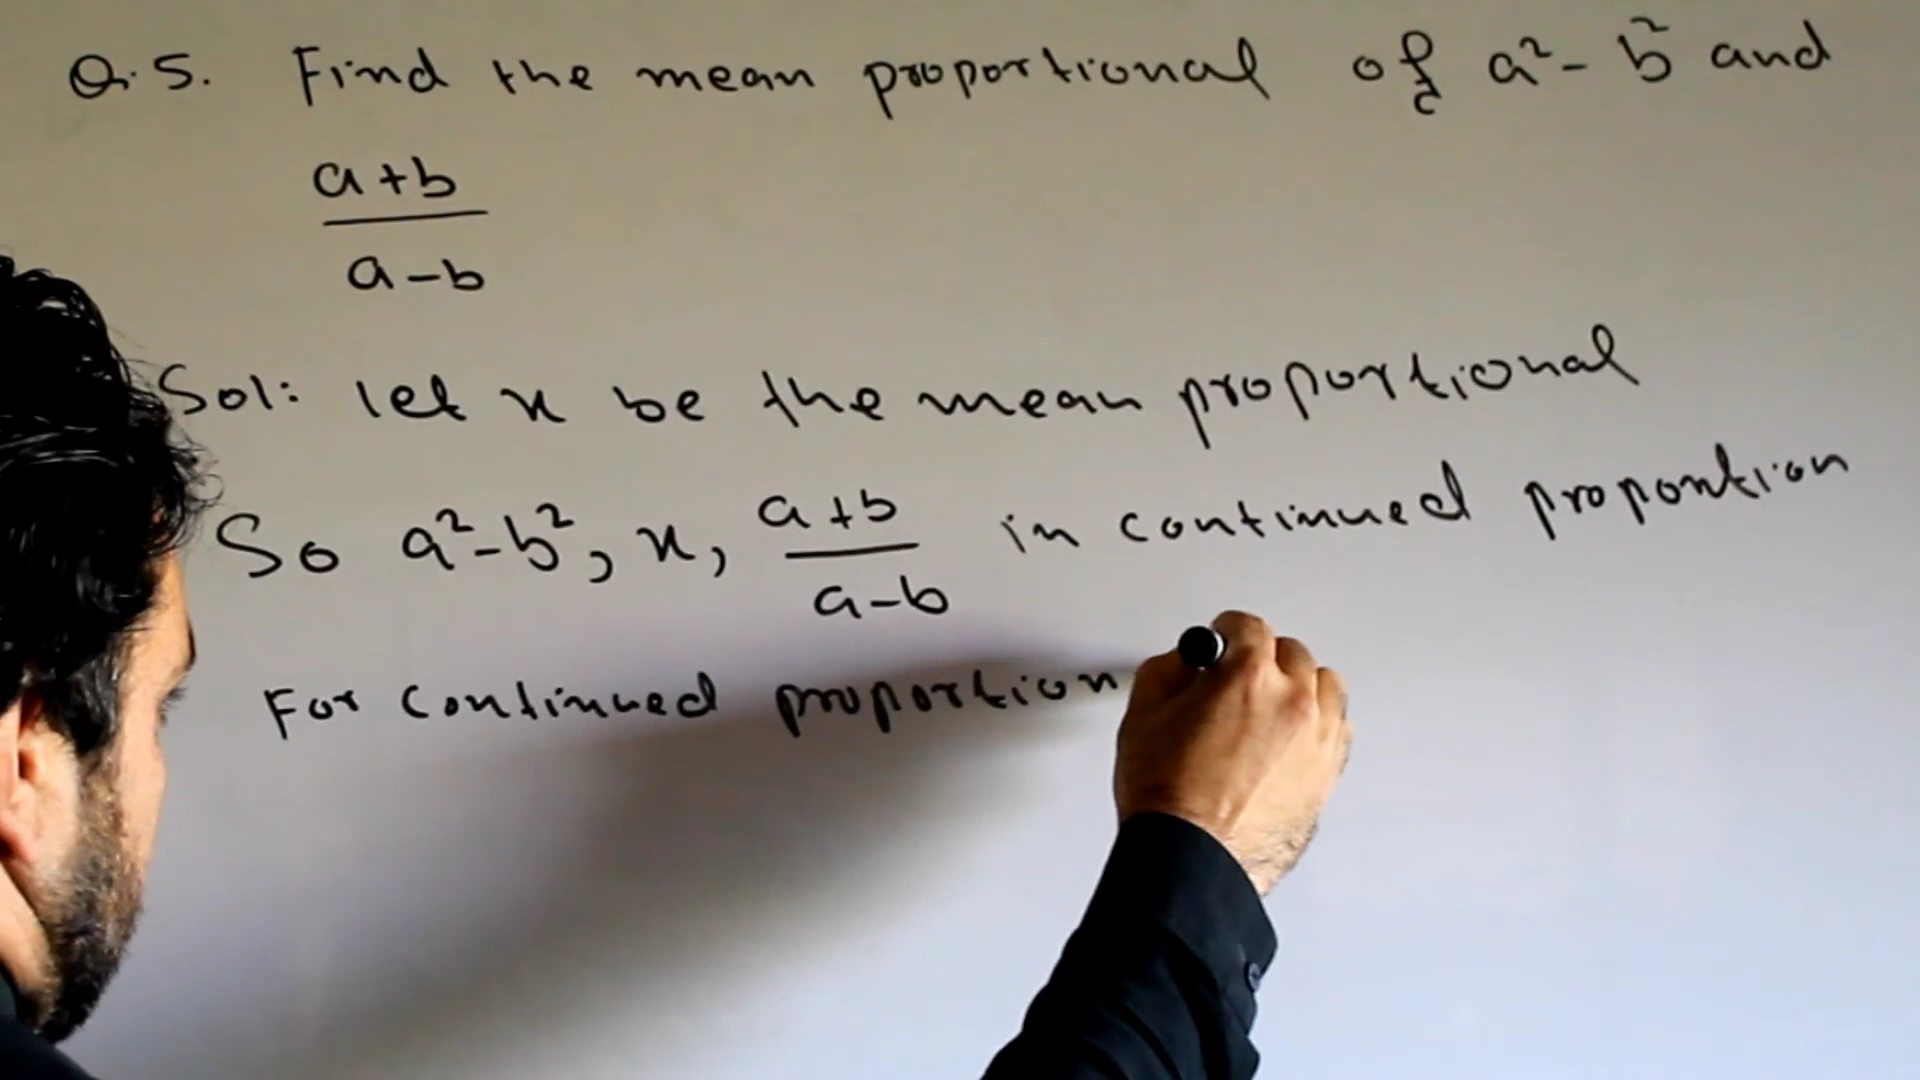 Q.5. Find the mean proportional of a²- b² and
a+b
a-b
Sol: let x be the mean proportional
So a²-b², x, a+b/a-b in continued proportion
For continued proportion